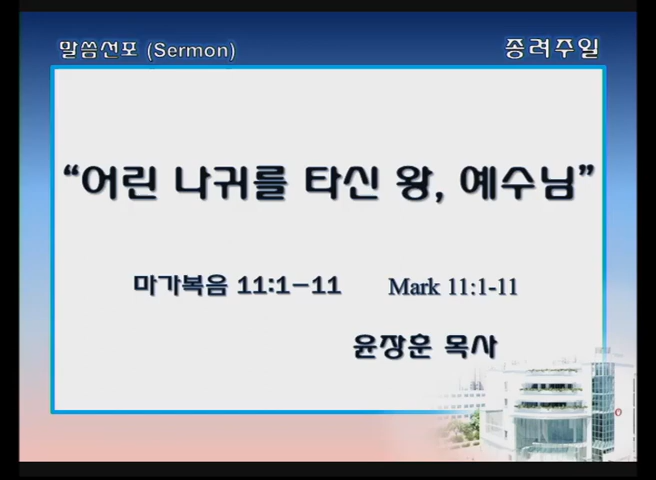 말씀선포 (Sermon) 종려주일
“어린 나귀를 타신 왕, 예수님”
마가복음 11:1-11 Mark 11:1-11
윤장훈 목사